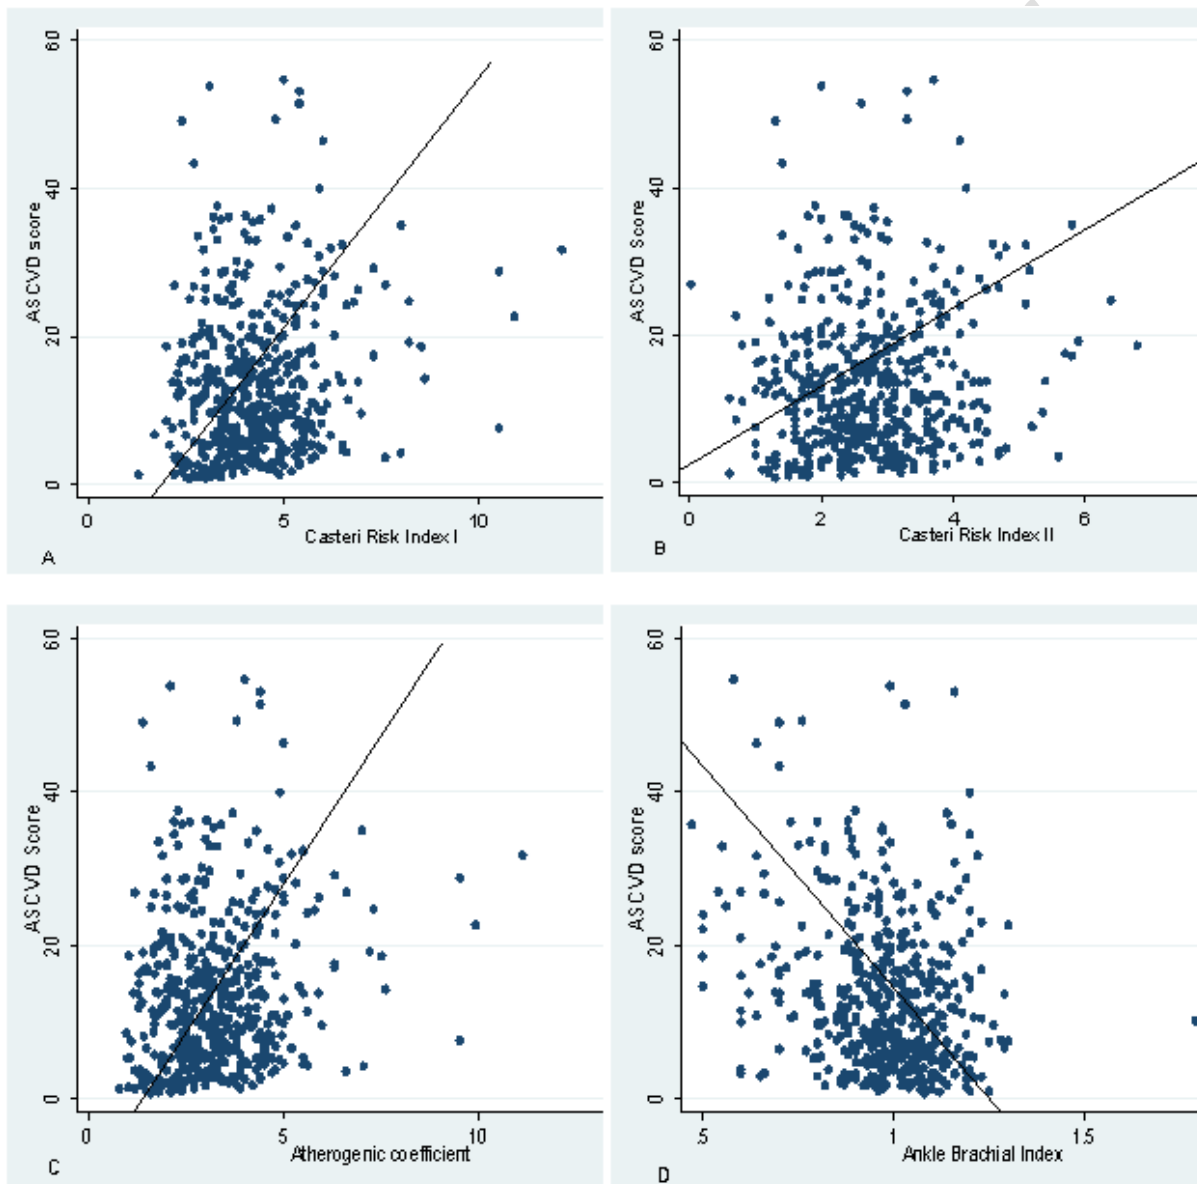 60
40
20
0
ASCVD score
0
5
10
Casteri Risk Index I
A
60
40
20
0
ASCVD Score
0
2
4
6
Casteri Risk Index II
B
60
40
20
0
ASCVD Score
0
5
10
Atherogenic coefficient
C
60
40
20
0
ASCVD score
.5
1
1.5
Ankle Brachial Index
D